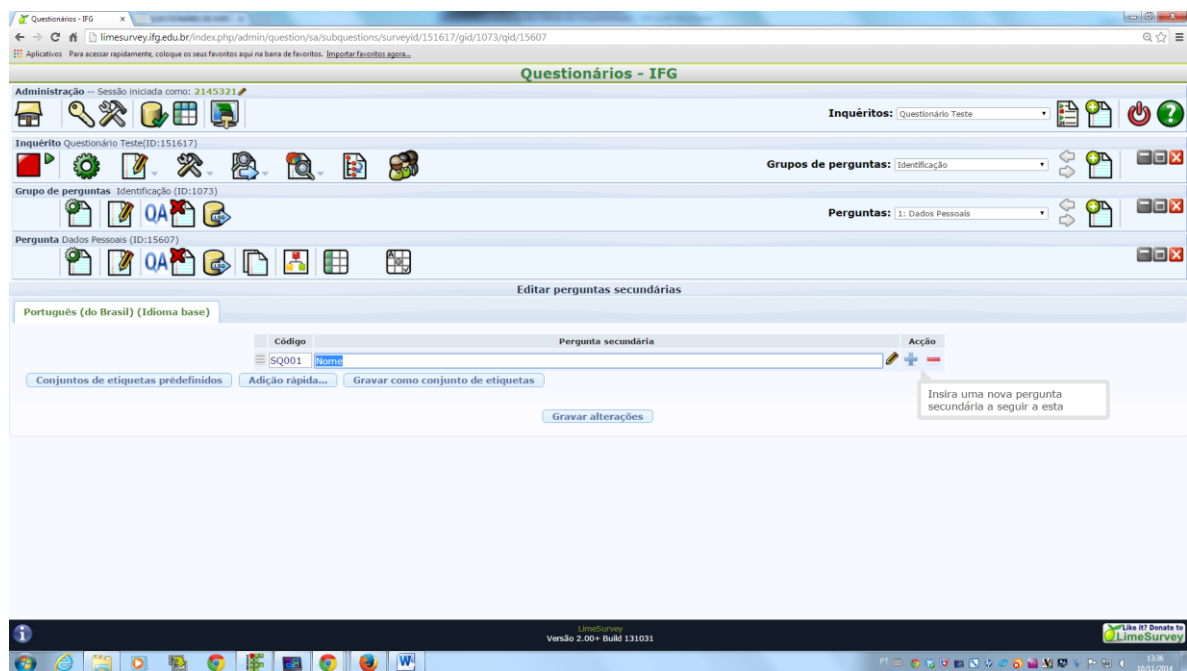 Questionários - IFG
limesurvey.ifg.edu.br/index.php/admin/question/sa/subquestions/surveyid/151617/gid/1073/qid/15607
Aplicativos Para acessar rapidamente, coloque os seus favoritos aqui na barra de favoritos. Importar favoritos agora...
Questionários - IFG
Administração -- Sessão iniciada como: 2145321
Inquéritos: Questionário Teste
Inquérito Questionário Teste(ID:151617)
Grupos de perguntas: Identificação
Grupo de perguntas Identificação (ID:1073)
QA
Perguntas: 1: Dados Pessoais
Pergunta Dados Pessoais (ID:15607)
QA
Editar perguntas secundárias
Português (do Brasil) (Idioma base)
Código Pergunta secundária Acção
SQ001 Nome
Conjuntos de etiquetas prédefinidos Adição rápida... Gravar como conjunto de etiquetas
Insira uma nova pergunta
secundária a seguir a esta
Gravar alterações
LimeSurvey
Versão 2.00+ Build 131031
Like it? Donate to
LimeSurvey
PT
13:36
10/11/2014